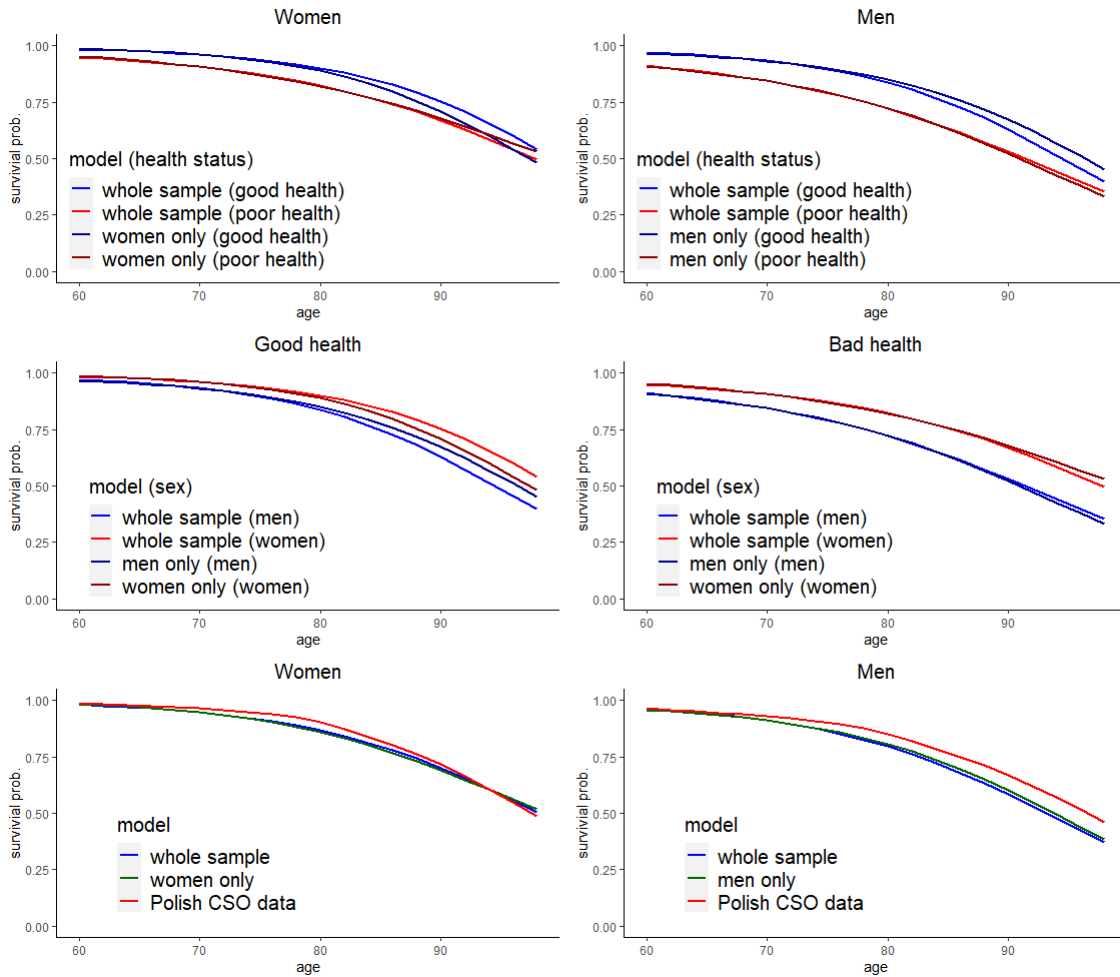 Women
survivial prob.
1.00
0.75
0.50
0.25
0.00
model (health status)
whole sample (good health)
whole sample (poor health)
women only (good health)
women only (poor health)
60 70 80 90
age
Men
survivial prob.
1.00
0.75
0.50
0.25
0.00
model (health status)
whole sample (good health)
whole sample (poor health)
men only (good health)
men only (poor health)
60 70 80 90
age
Good health
survivial prob.
1.00
0.75
0.50
0.25
0.00
model (sex)
whole sample (men)
whole sample (women)
men only (men)
women only (women)
60 70 80 90
age
Bad health
survivial prob.
1.00
0.75
0.50
0.25
0.00
model (sex)
whole sample (men)
whole sample (women)
men only (men)
women only (women)
60 70 80 90
age
Women
survivial prob.
1.00
0.75
0.50
0.25
0.00
model
whole sample
women only
Polish CSO data
60 70 80 90
age
Men
survivial prob.
1.00
0.75
0.50
0.25
0.00
model
whole sample
men only
Polish CSO data
60 70 80 90
age